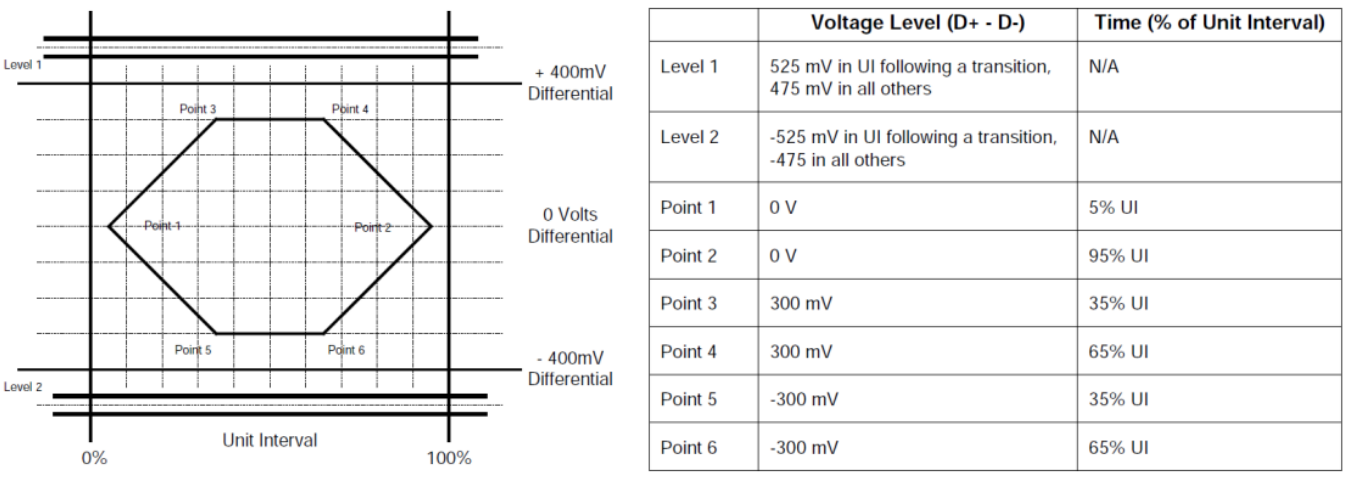 Level 1
+ 400mV
Differential
Point 3
Point 4
0 Volts
Differential
Point 1
Point 2
Point 5
Point 6
- 400mV
Differential
Level 2
Unit Interval
0%
100%
Voltage Level (D+ - D-)
Time (% of Unit Interval)
Level 1
525 mV in UI following a transition,
475 mV in all others
N/A
Level 2
-525 mV in UI following a transition,
-475 in all others
N/A
Point 1
0 V
5% UI
Point 2
0 V
95% UI
Point 3
300 mV
35% UI
Point 4
300 mV
65% UI
Point 5
-300 mV
35% UI
Point 6
-300 mV
65% UI